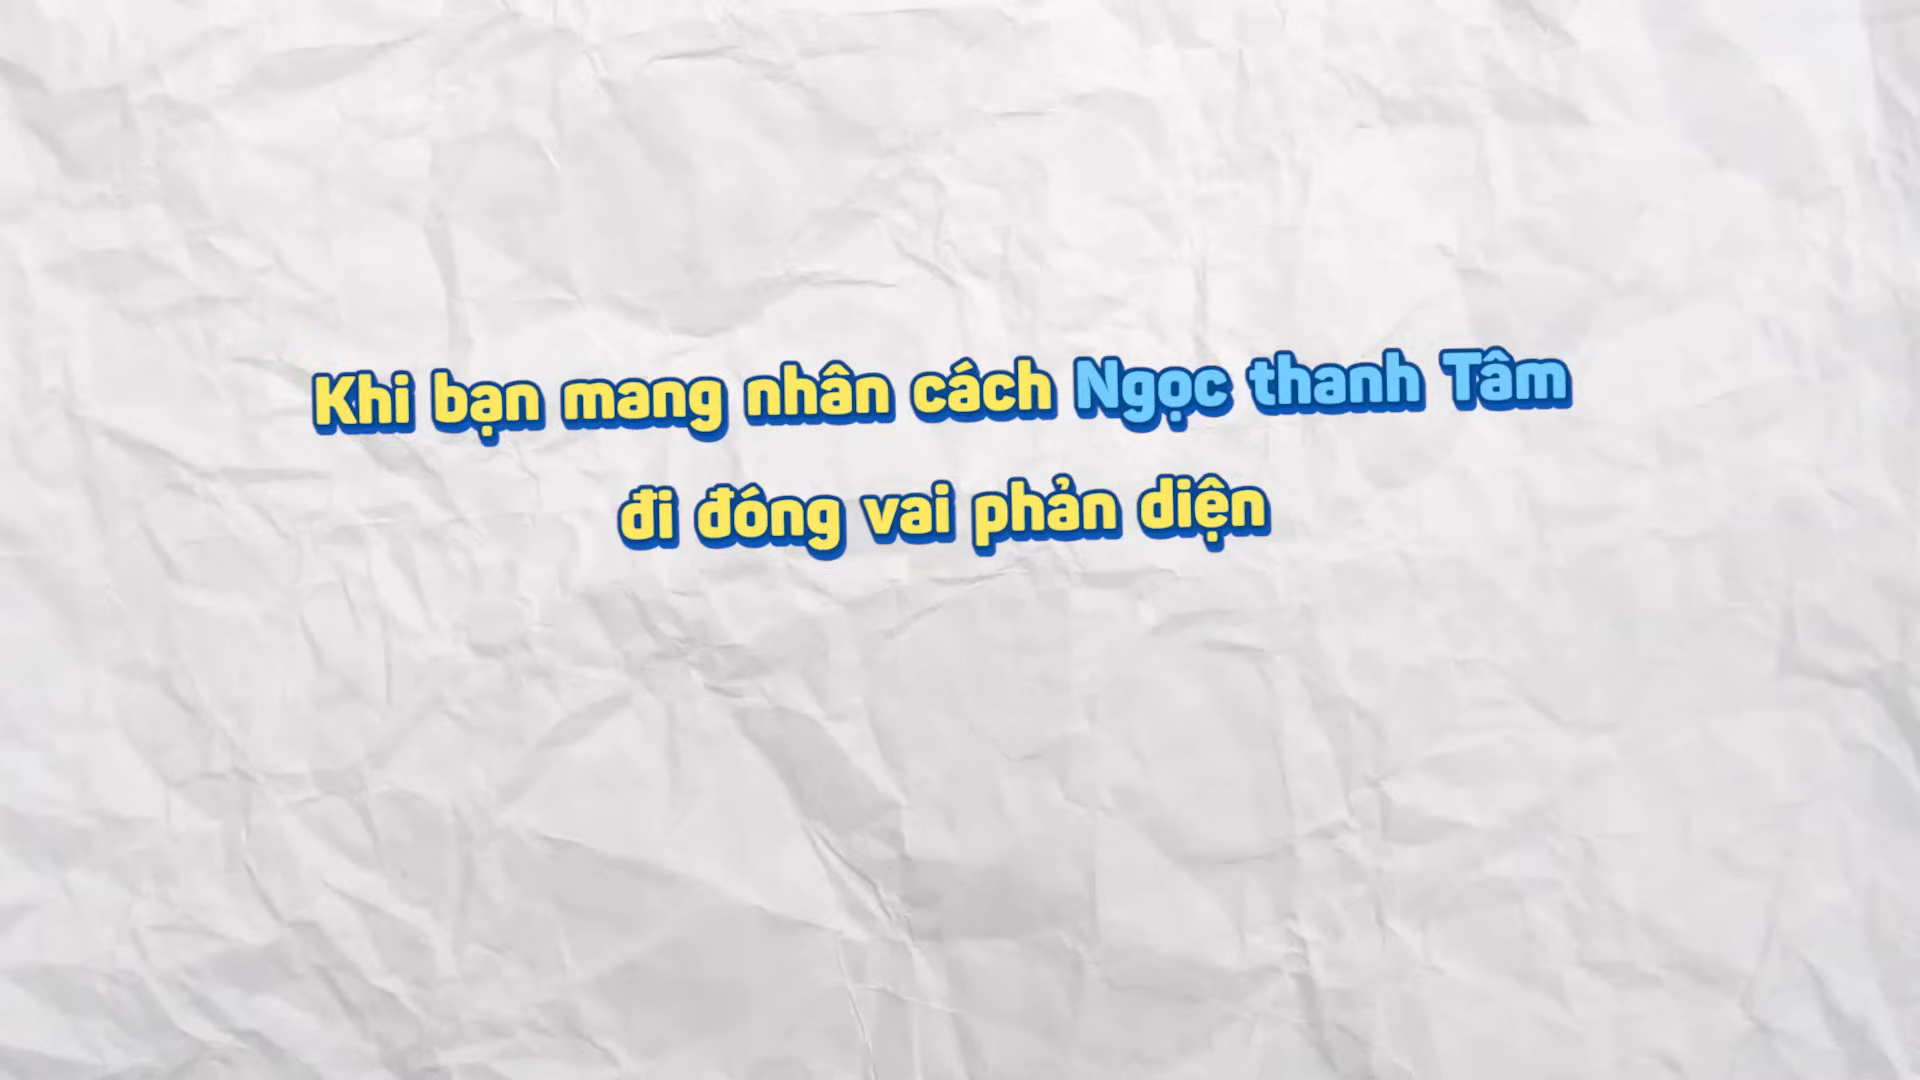 Khi bạn mang nhân cách Ngọc thanh Tâm
đi đóng vai phản diện